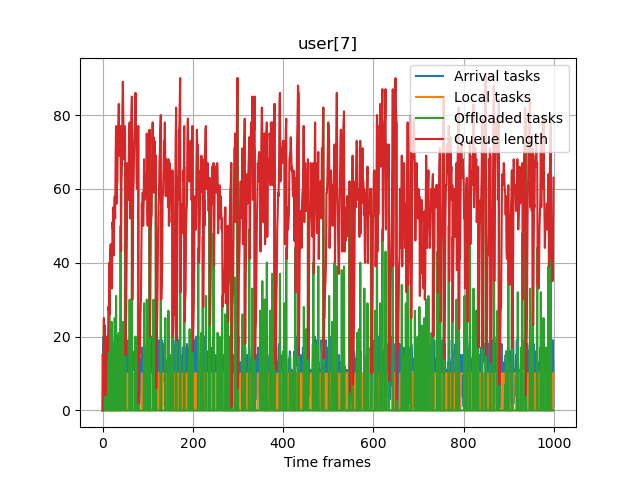 user[7]
Arrival tasks
Local tasks
Offloaded tasks
Queue length
80
60
40
20
0
0 200 400 600 800 1000
Time frames